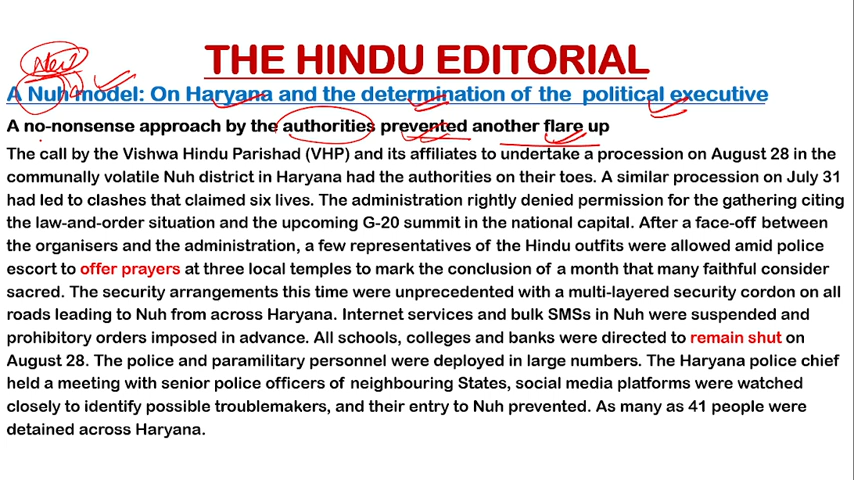 THE HINDU EDITORIAL
A Nuh model: On Haryana and the determination of the political executive
A no-nonsense approach by the authorities prevented another flare up
The call by the Vishwa Hindu Parishad (VHP) and its affiliates to undertake a procession on August 28 in the
communally volatile Nuh district in Haryana had the authorities on their toes. A similar procession on July 31
had led to clashes that claimed six lives. The administration rightly denied permission for the gathering citing
the law-and-order situation and the upcoming G-20 summit in the national capital. After a face-off between
the organisers and the administration, a few representatives of the Hindu outfits were allowed amid police
escort to offer prayers at three local temples to mark the conclusion of a month that many faithful consider
sacred. The security arrangements this time were unprecedented with a multi-layered security cordon on all
roads leading to Nuh from across Haryana. Internet services and bulk SMSs in Nuh were suspended and
prohibitory orders imposed in advance. All schools, colleges and banks were directed to remain shut on
August 28. The police and paramilitary personnel were deployed in large numbers. The Haryana police chief
held a meeting with senior police officers of neighbouring States, social media platforms were watched
closely to identify possible troublemakers, and their entry to Nuh prevented. As many as 41 people were
detained across Haryana.